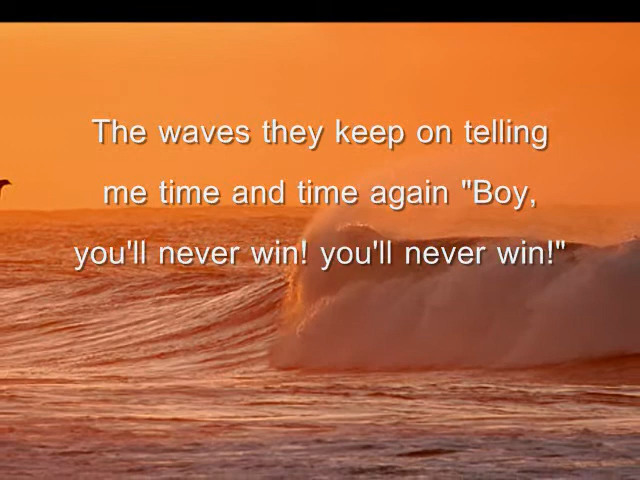 The waves they keep on telling
me time and time again "Boy,
you'll never win! you'll never win!"